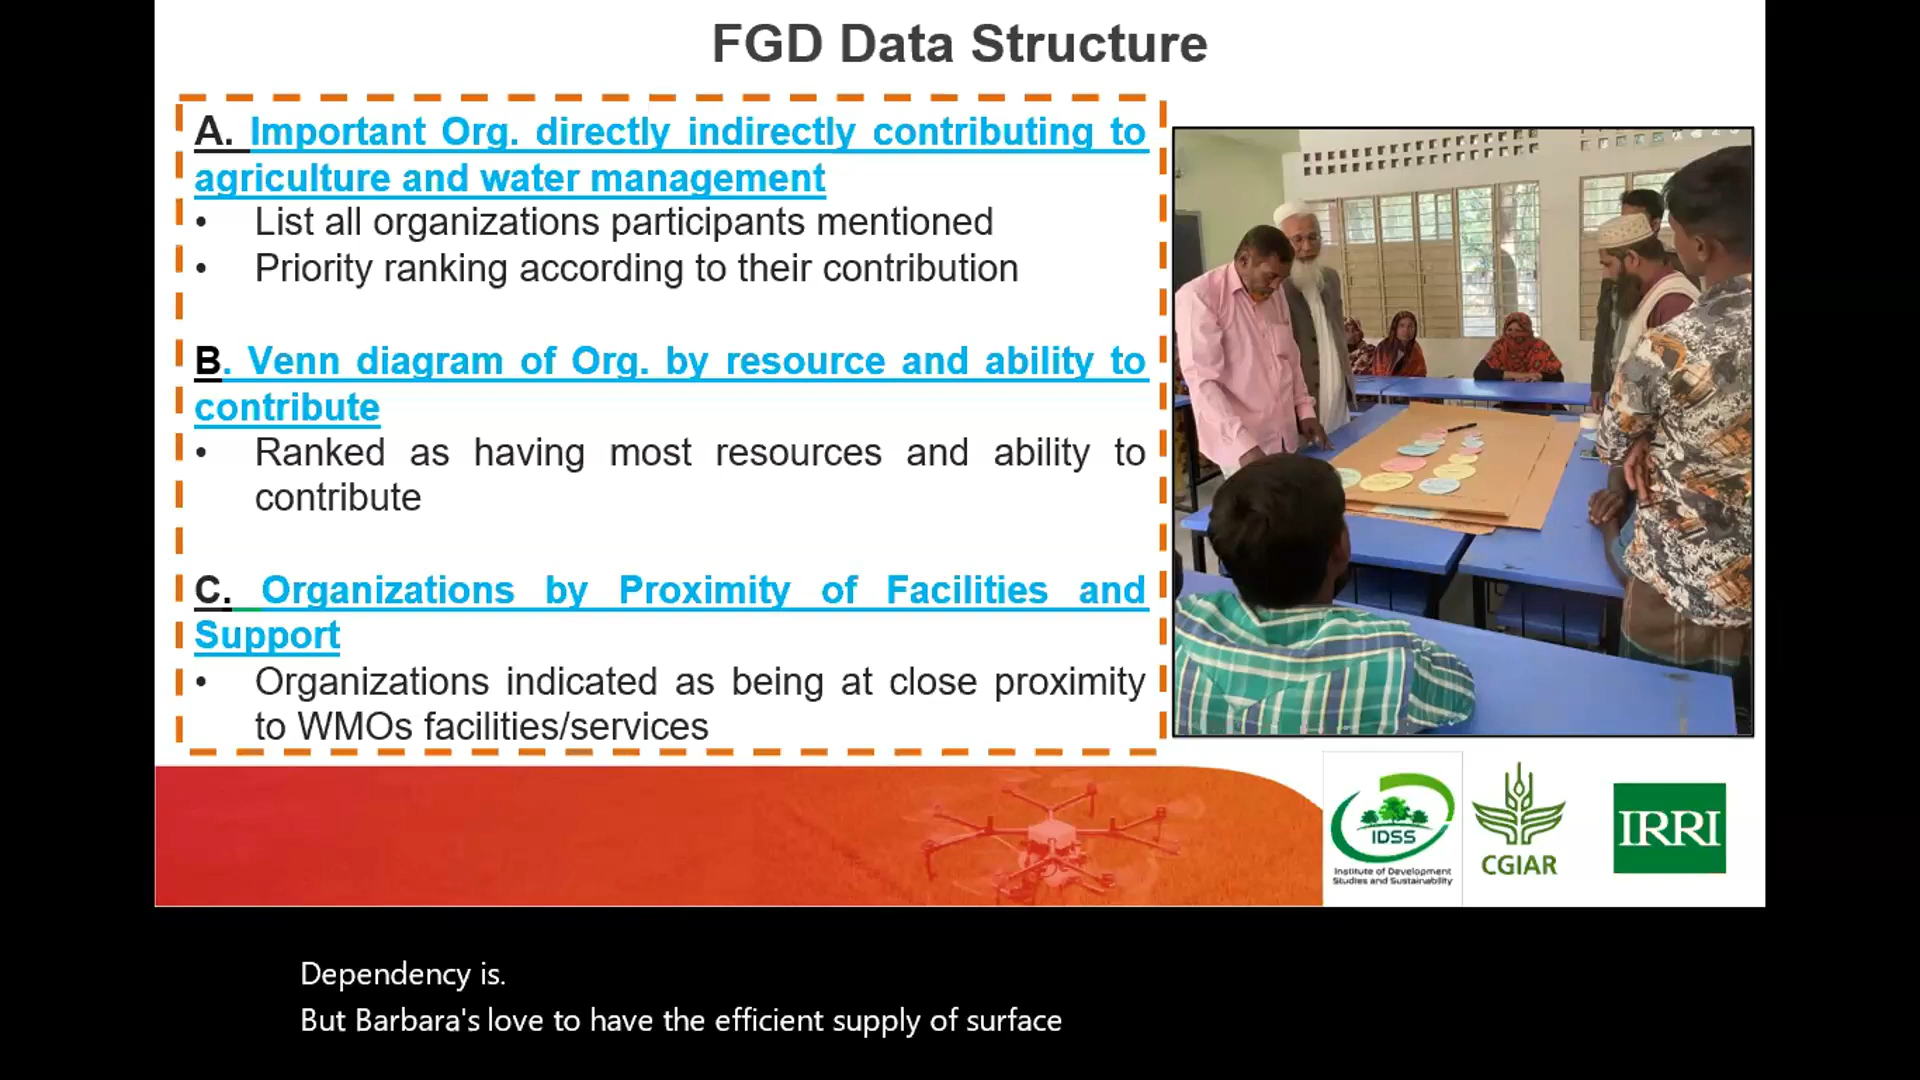 FGD Data Structure
A. Important Org. directly indirectly contributing to
agriculture and water management
• List all organizations participants mentioned
• Priority ranking according to their contribution
B. Venn diagram of Org. by resource and ability to
contribute
• Ranked as having most resources and ability to
contribute
C. Organizations by Proximity of Facilities and
Support
• Organizations indicated as being at close proximity
to WMOs facilities/services
IDSS
Institute of Development
Studies and Sustainability
CGIAR
IRRI
Dependency is.
But Barbara's love to have the efficient supply of surface